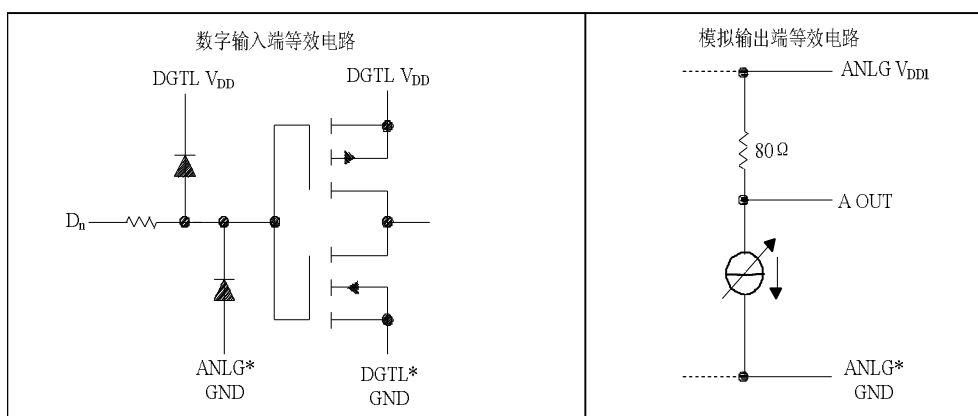 数字输入端等效电路
DGTL VDD
DGTL VDD
Dn
ANLG*
GND
DGTL*
GND
模拟输出端等效电路
ANLG VDD1
80Ω
A OUT
ANLG*
GND